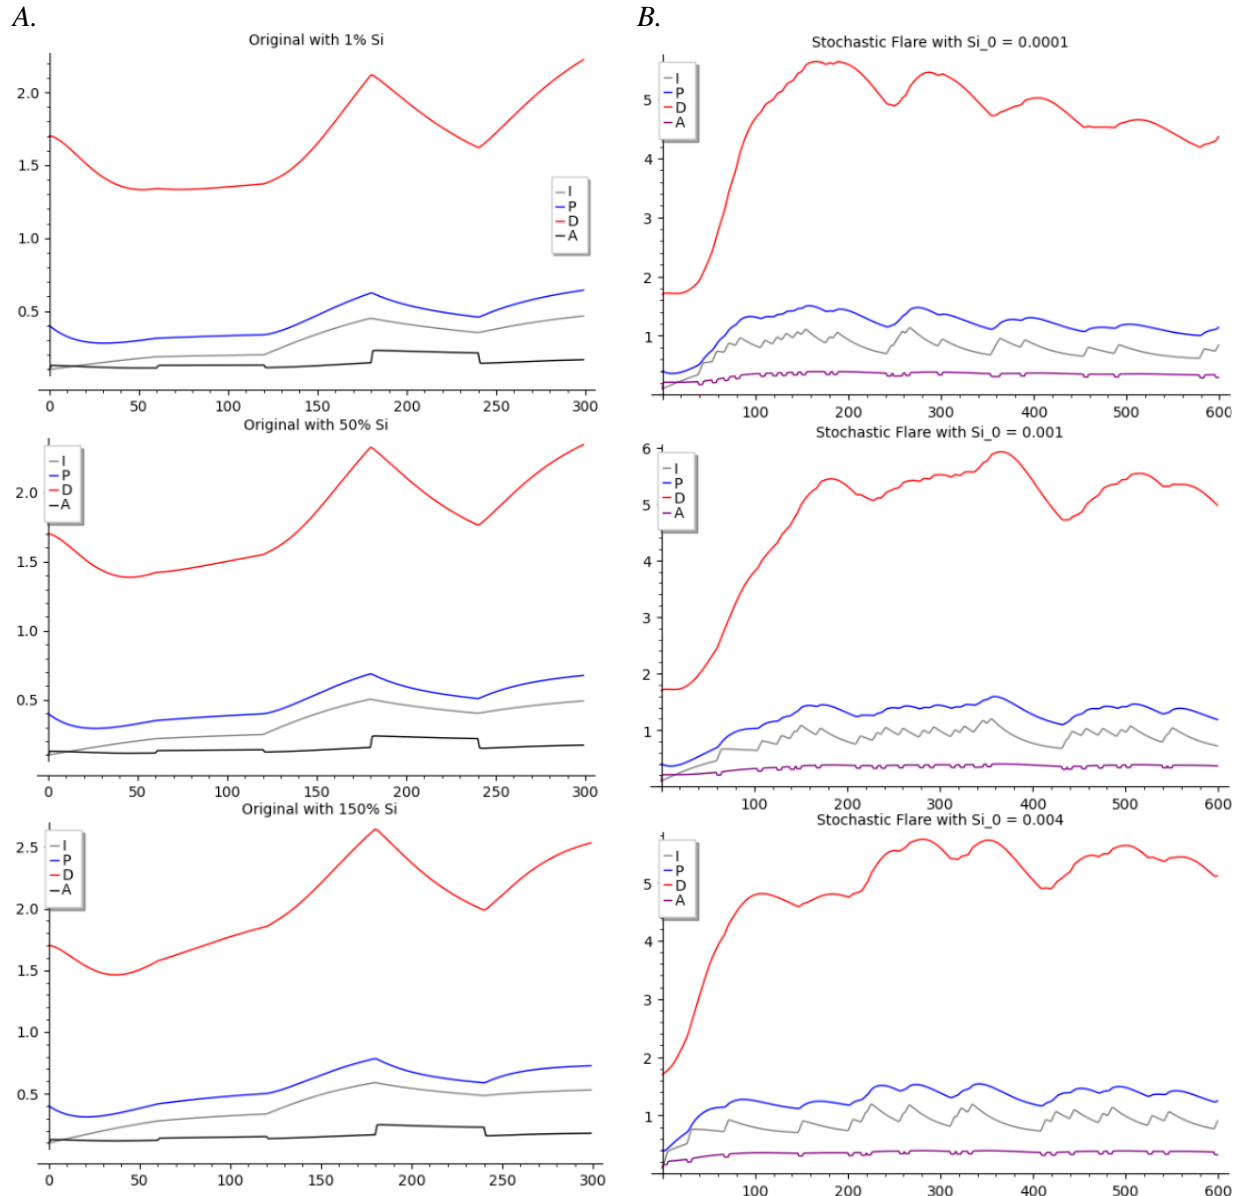 A.
Original with 1% Si
2.0
1.5
1.0
0.5
I
P
D
A
0 50 100 150 200 250 300
Original with 50% Si
I
P
D
A
2.0
1.5
1.0
0.5
0 50 100 150 200 250 300
Original with 150% Si
I
P
D
A
2.5
2.0
1.5
1.0
0.5
0 50 100 150 200 250 300
B.
Stochastic Flare with Si_0 = 0.0001
I
P
D
A
5
4
3
2
1
100 200 300 400 500 600
Stochastic Flare with Si_0 = 0.001
I
P
D
A
6
5
4
3
2
1
100 200 300 400 500 600
Stochastic Flare with Si_0 = 0.004
I
P
D
A
5
4
3
2
1
100 200 300 400 500 600